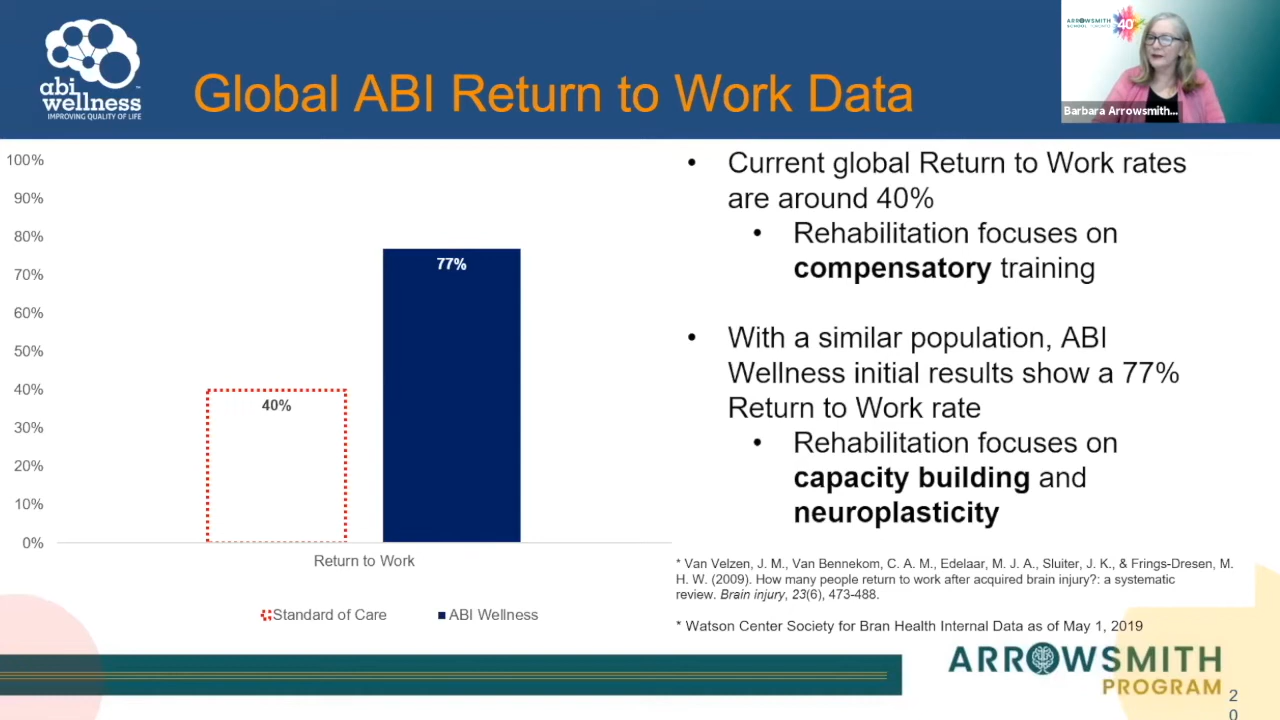 abi
wellness
IMPROVING QUALITY OF LIFE
Global ABI Return to Work Data
ARROWSMITH
40
Barbara Arrowsmith...
100%
90%
80%
70%
60%
50%
40%
30%
20%
10%
0%
40%
77%
Return to Work
Standard of Care
ABI Wellness
• Current global Return to Work rates
are around 40%
• Rehabilitation focuses on
compensatory training
• With a similar population, ABI
Wellness initial results show a 77%
Return to Work rate
• Rehabilitation focuses on
capacity building and
neuroplasticity
* Van Velzen, J. M., Van Bennekom, C. A. M., Edelaar, M. J. A., Sluiter, J. K., & Frings-Dresen, M.
H. W. (2009). How many people return to work after acquired brain injury?: a systematic
review. Brain injury, 23(6), 473-488.
* Watson Center Society for Bran Health Internal Data as of May 1, 2019
ARROWSMITH
PROGRAM
2
0